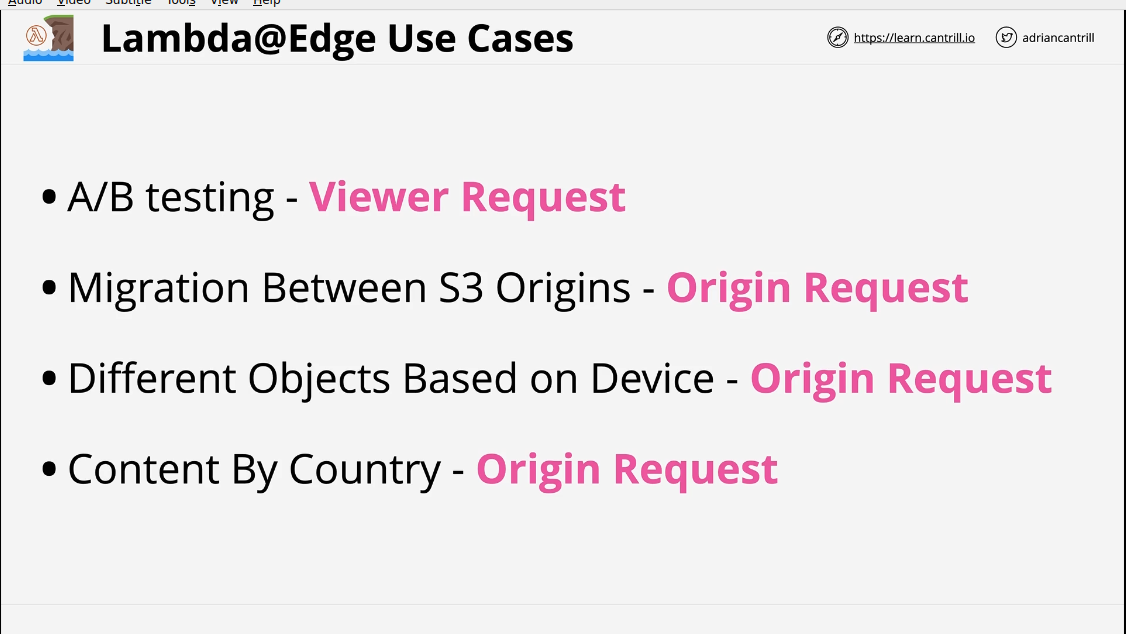 Audio Video Subtitle Tools View Help
Lambda@Edge Use Cases https://learn.cantrill.io adriancantrill
• A/B testing - Viewer Request
• Migration Between S3 Origins - Origin Request
• Different Objects Based on Device - Origin Request
• Content By Country - Origin Request